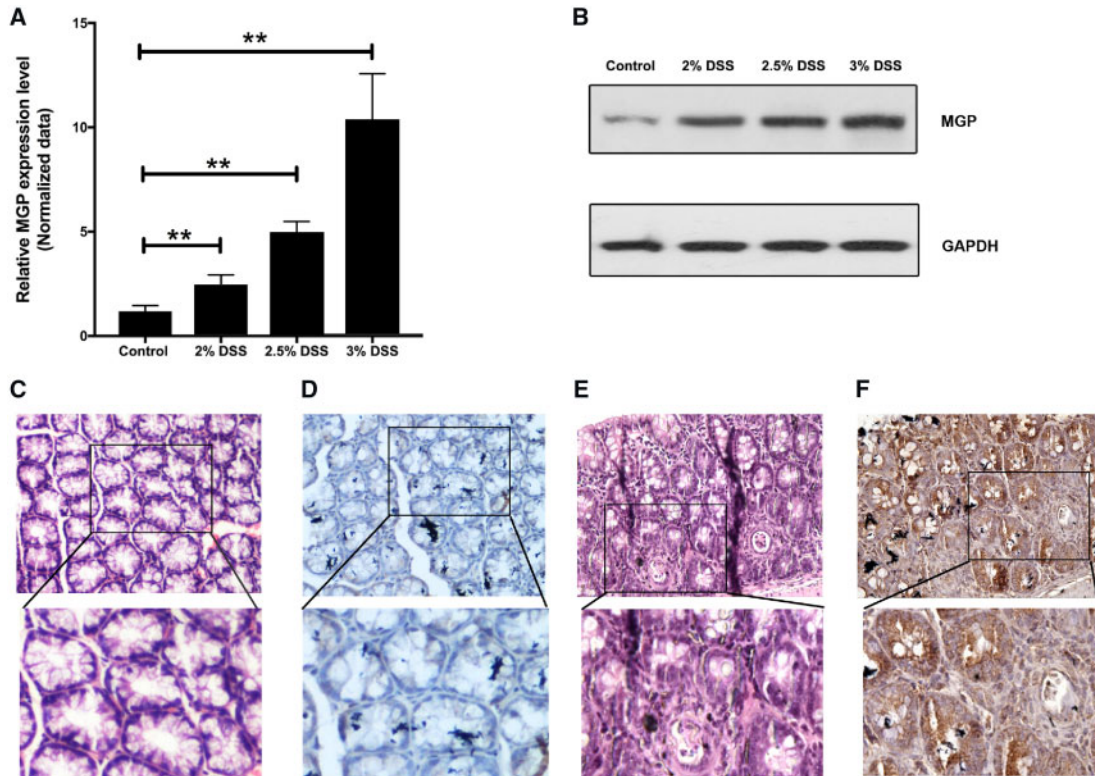 A
Relative MGP expression level
(Normalized data)
15
10
5
0
**
**
**
Control 2% DSS 2.5% DSS 3% DSS
B
Control 2% DSS 2.5% DSS 3% DSS
MGP
GAPDH
C
D
E
F